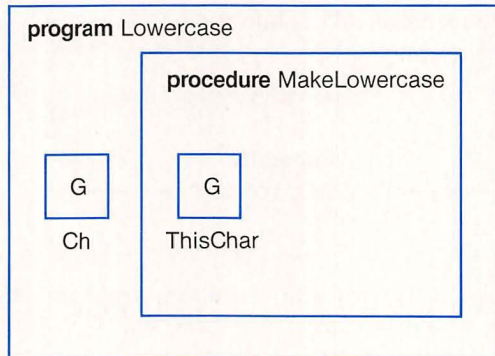 program Lowercase
procedure MakeLowercase
G
G
Ch
ThisChar